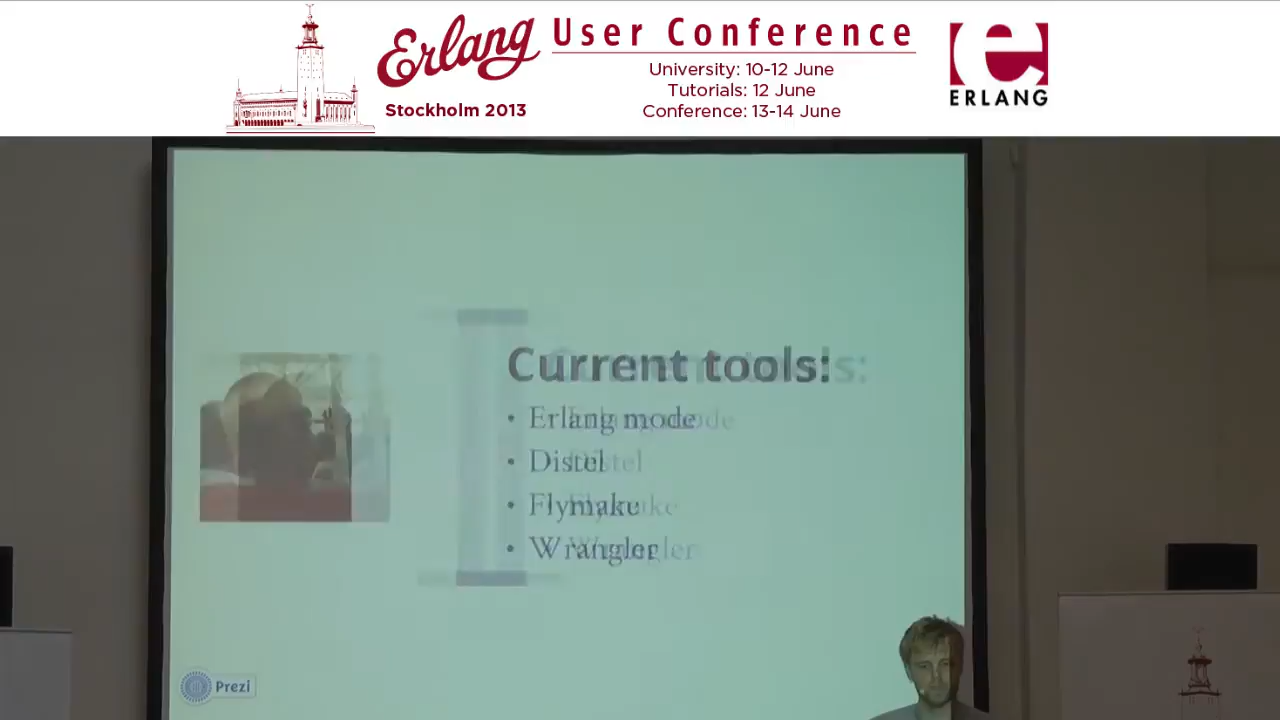 Erlang User Conference
Stockholm 2013
University: 10-12 June
Tutorials: 12 June
Conference: 13-14 June
e
ERLANG
Current tools:
• Erlang mode
• Distel
• Flymake
• Wrangler
Prezi